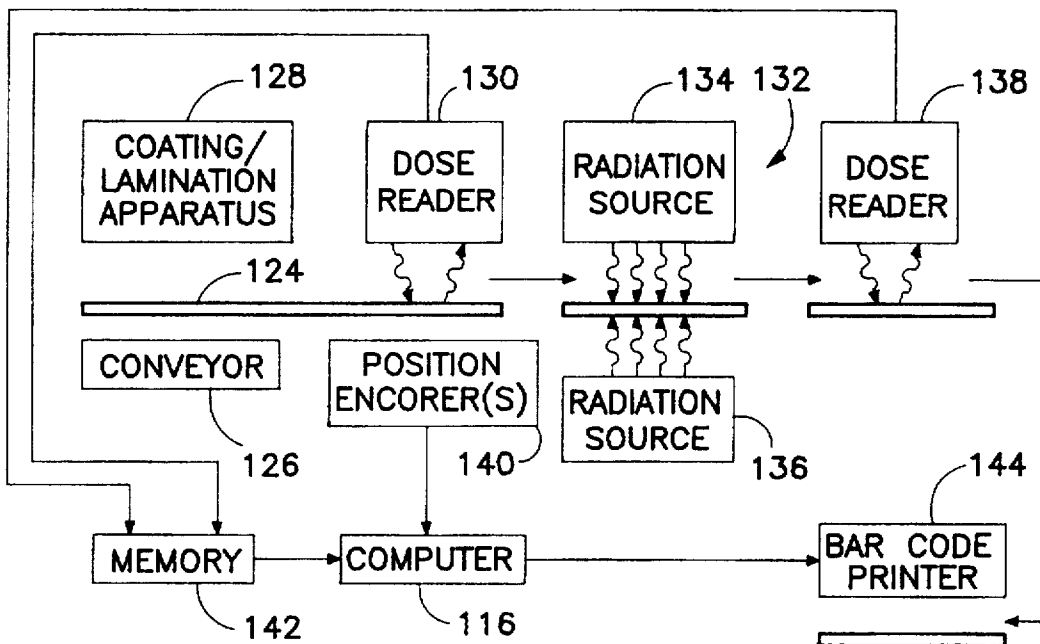 128
130
134
132
138
COATING/
LAMINATION
APPARATUS
DOSE
READER
RADIATION
SOURCE
DOSE
READER
124
CONVEYOR
POSITION
ENCORER(S)
RADIATION
SOURCE
126
140
136
144
MEMORY
COMPUTER
BAR CODE
PRINTER
142
116